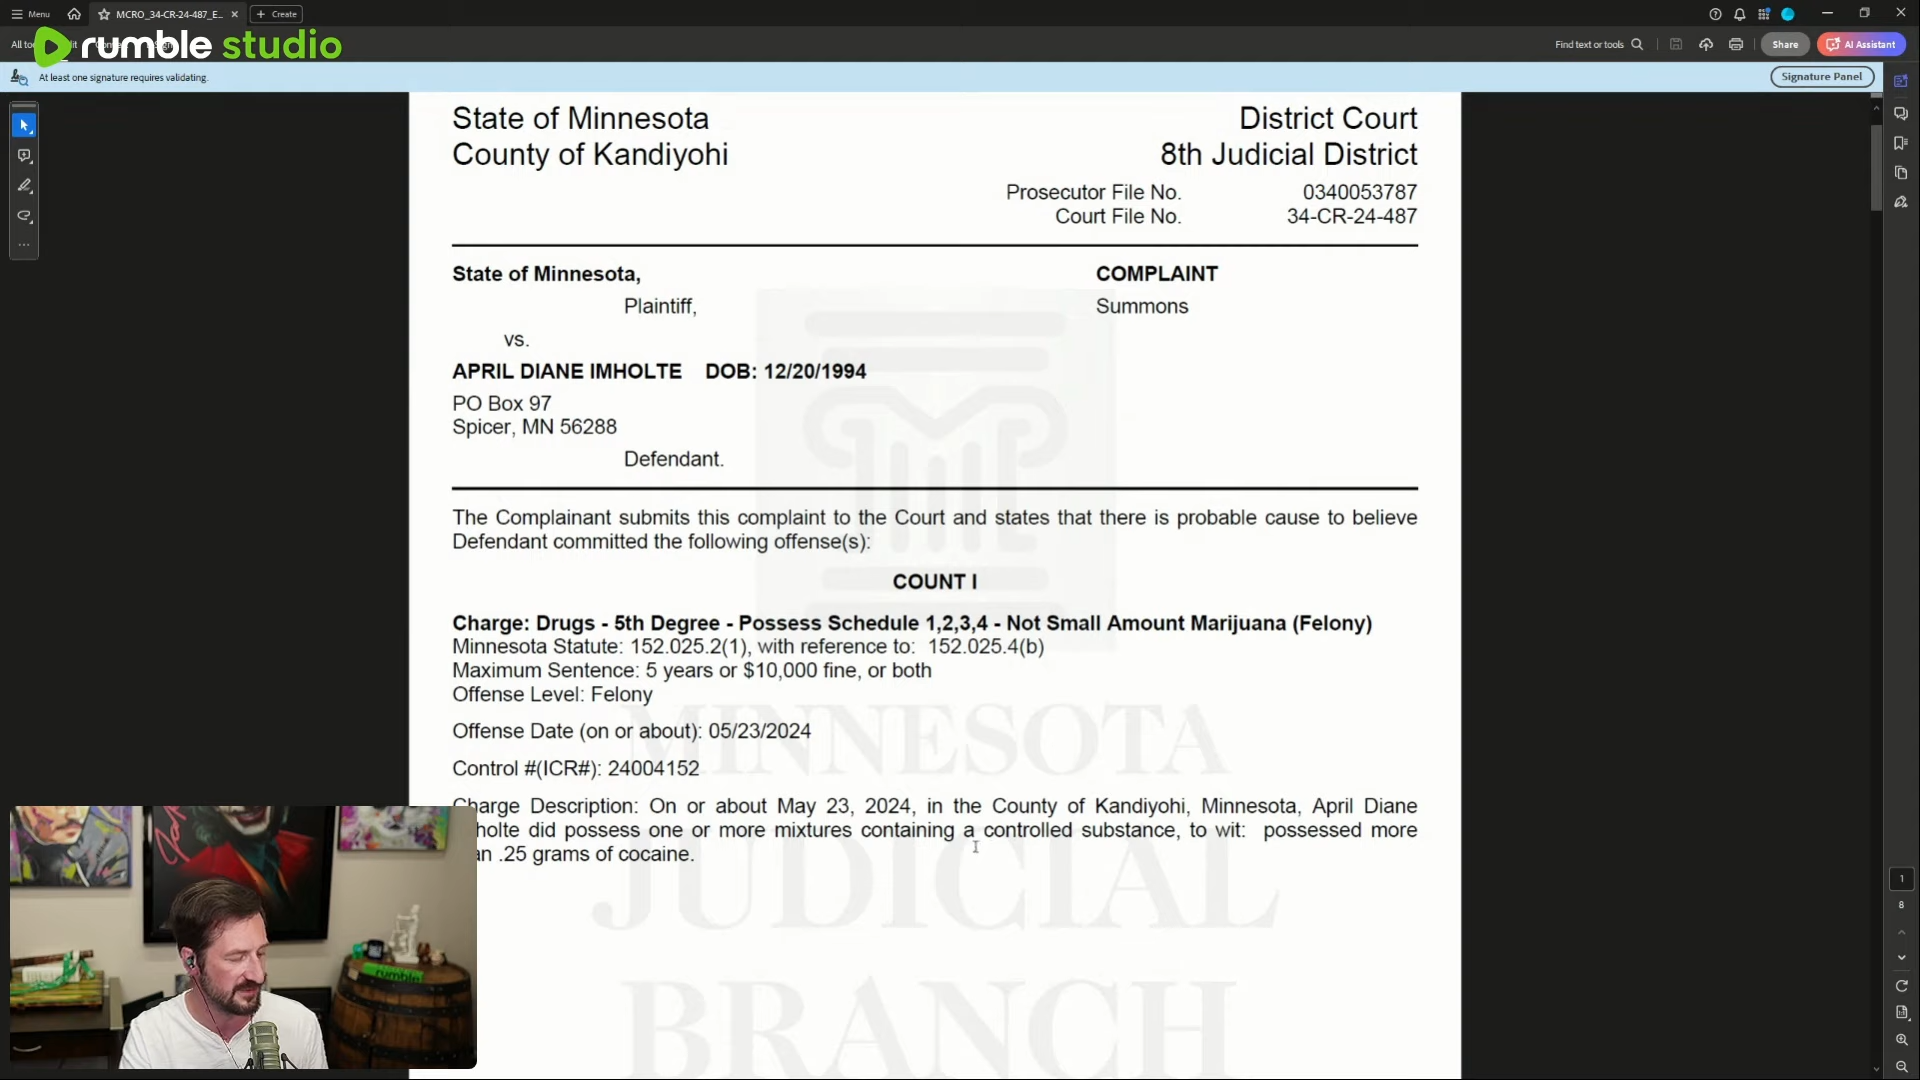 Menu
MCRO_34-CR-24-487_E...
Create
rumble studio
Find text or tools
Share
AI Assistant
At least one signature requires validating.
Signature Panel
State of Minnesota
District Court
County of Kandiyohi
8th Judicial District
Prosecutor File No. 0340053787
Court File No. 34-CR-24-487
State of Minnesota,
COMPLAINT
Plaintiff,
Summons
vs.
APRIL DIANE IMHOLTE DOB: 12/20/1994
PO Box 97
Spicer, MN 56288
Defendant.
The Complainant submits this complaint to the Court and states that there is probable cause to believe
Defendant committed the following offense(s):
COUNT I
Charge: Drugs - 5th Degree - Possess Schedule 1,2,3,4 - Not Small Amount Marijuana (Felony)
Minnesota Statute: 152.025.2(1), with reference to: 152.025.4(b)
Maximum Sentence: 5 years or $10,000 fine, or both
Offense Level: Felony
Offense Date (on or about): 05/23/2024
Control #(ICR#): 24004152
Charge Description: On or about May 23, 2024, in the County of Kandiyohi, Minnesota, April Diane
holte did possess one or more mixtures containing a controlled substance, to wit: possessed more
an .25 grams of cocaine.
MINNESOTA
JUDICIAL
BRANCH
1
8
rumble